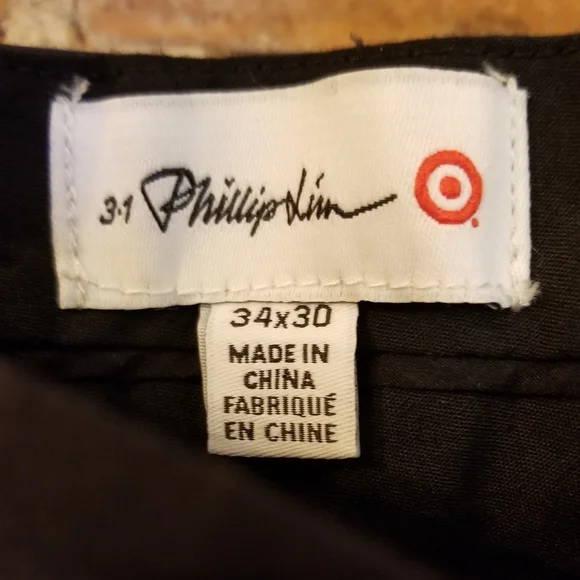 3.1 Phillip Lim
34x30
MADE IN
CHINA
FABRIQUÉ
EN CHINE